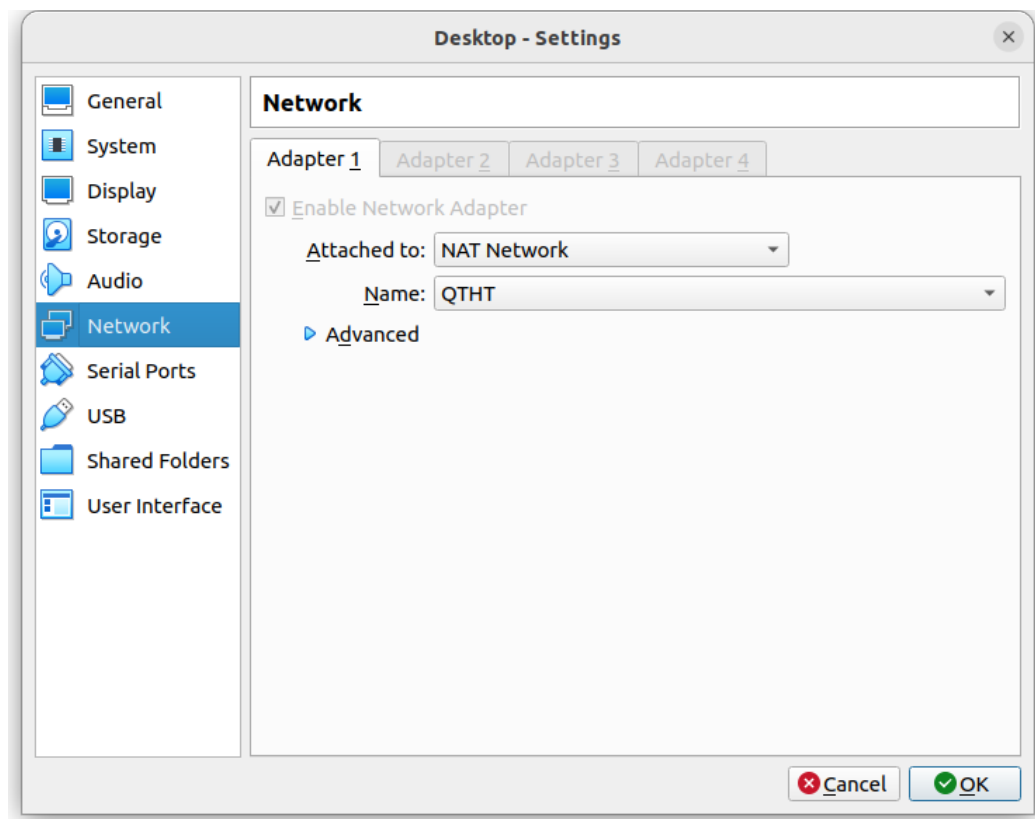 Desktop - Settings
General
System
Display
Storage
Audio
Network
Serial Ports
USB
Shared Folders
User Interface
Network
Adapter 1 Adapter 2 Adapter 3 Adapter 4
Enable Network Adapter
Attached to: NAT Network
Name: QTHT
Advanced
Cancel OK